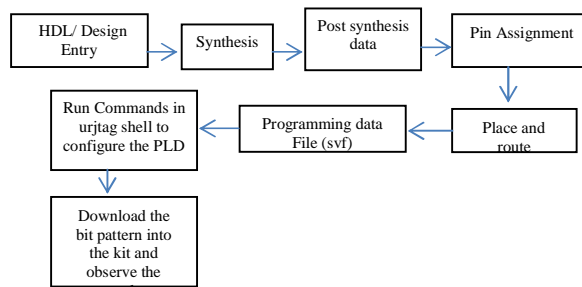 HDL/ Design
Entry
Synthesis
Post synthesis
data
Pin Assignment
Run Commands in
urjtag shell to
configure the PLD
Programming data
File (svf)
Place and
route
Download the
bit pattern into
the kit and
observe the